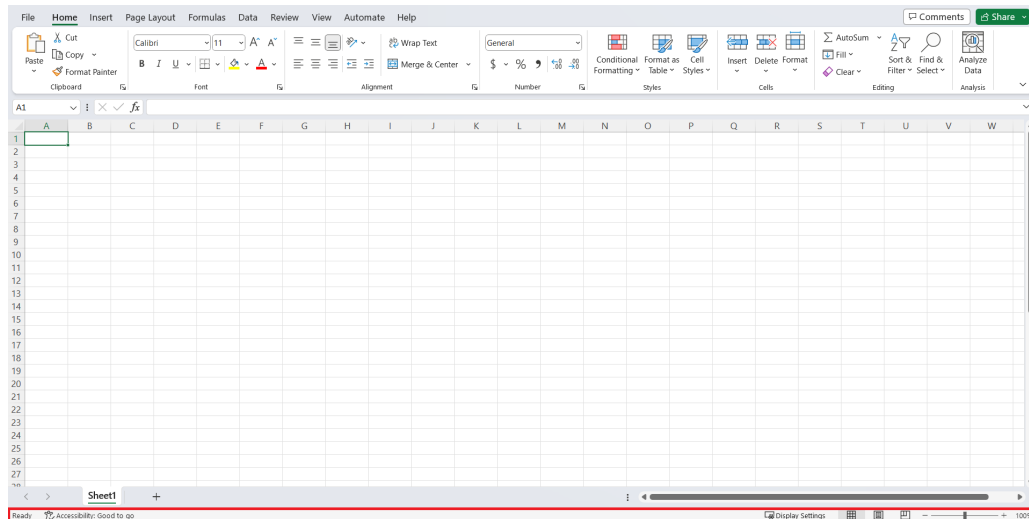 File Home Insert Page Layout Formulas Data Review View Automate Help Comments Share
Paste
Cut
Copy
Format Painter
Clipboard
Calibri 11 A A
B I U A
Font
Wrap Text
Merge & Center
Alignment
General
$ % 9 .00
Number
Conditional Formatting
Format as Table
Cell Styles
Styles
Insert Delete Format
Cells
AutoSum
Fill
Clear
Sort & Filter
Find & Select
Editing
Analyze Data
Analysis
A1 fx
A B C D E F G H I J K L M N O P Q R S T U V W
1
2
3
4
5
6
7
8
9
10
11
12
13
14
15
16
17
18
19
20
21
22
23
24
25
26
27
28
Sheet1 +
Ready Accessibility: Good to go Display Settings - + 100%